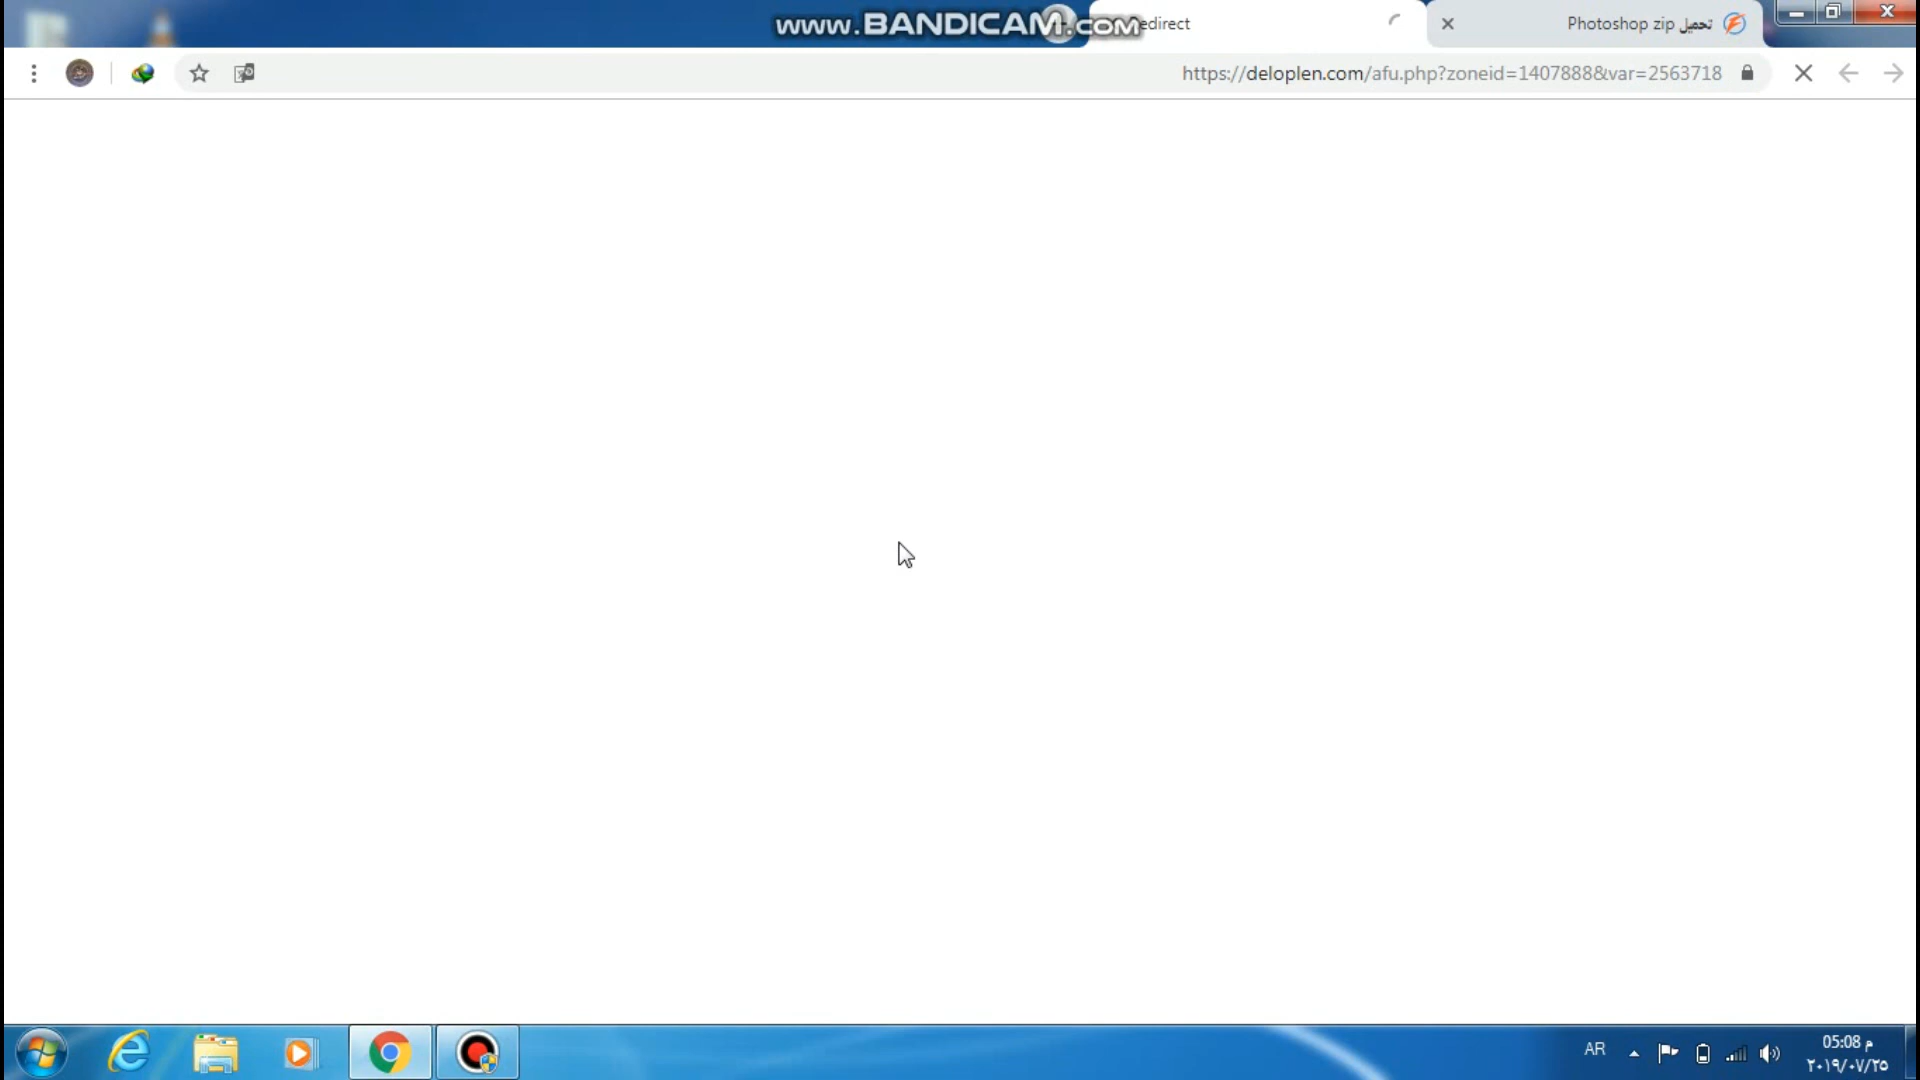 www.BANDICAM.com
edirect
تحميل Photoshop zip
https://deloplen.com/afu.php?zoneid=1407888&var=2563718
AR
05:08 م
٢٠١٩/٠٧/٢٥